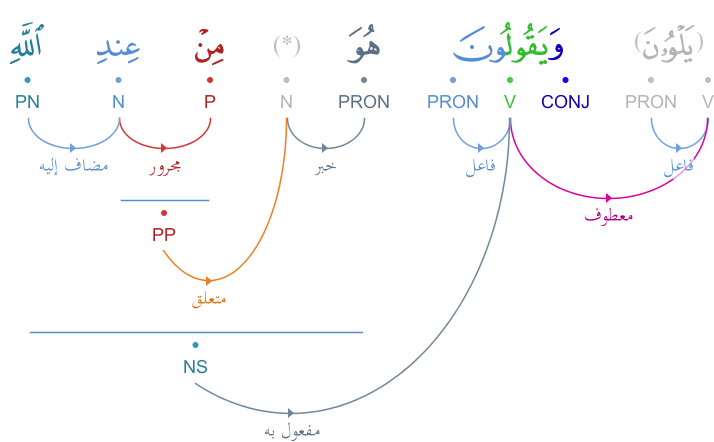 (يَلْوُۥنَ) وَيَقُولُونَ هُوَ (*) مِنْ عِندِ ٱللَّهِ
V PRON CONJ V PRON PRON N P N PN
فاعل فاعل خبر مجرور مضاف إليه
معطوف
PP
متعلق
NS
مفعول به